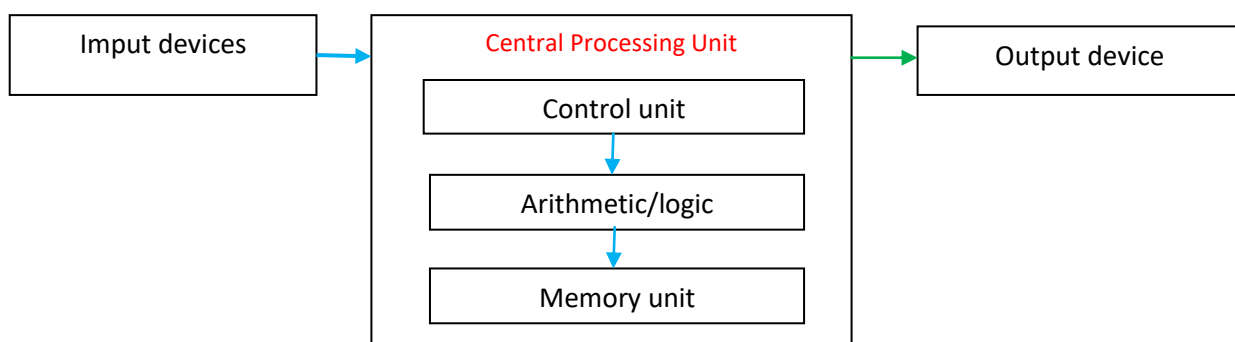 Imput devices
Central Processing Unit
Output device
Control unit
Arithmetic/logic
Memory unit